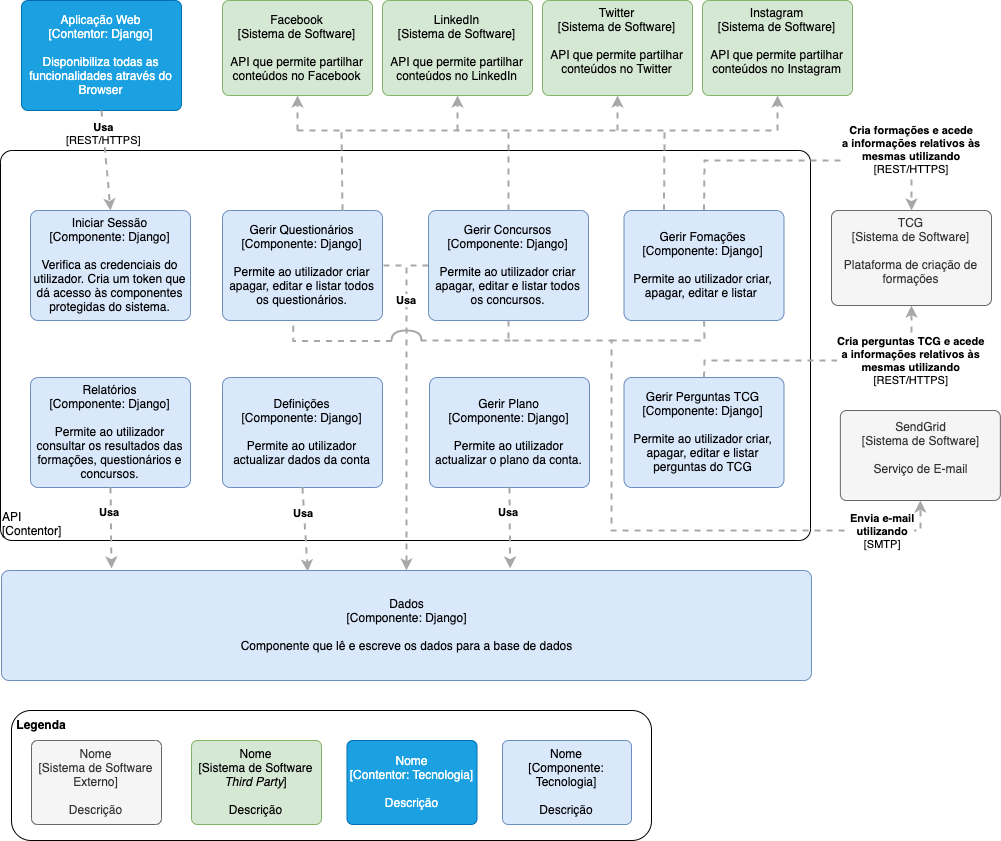 Aplicação Web
[Contentor: Django]
Disponibiliza todas as
funcionalidades através do
Browser
Facebook
[Sistema de Software]
API que permite partilhar
conteúdos no Facebook
LinkedIn
[Sistema de Software]
API que permite partilhar
conteúdos no LinkedIn
Twitter
[Sistema de Software]
API que permite partilhar
conteúdos no Twitter
Instagram
[Sistema de Software]
API que permite partilhar
conteúdos no Instagram
Usa
[REST/HTTPS]
Cria formações e acede
a informações relativos às
mesmas utilizando
[REST/HTTPS]
Iniciar Sessão
[Componente: Django]
Verifica as credenciais do
utilizador. Cria um token que
dá acesso às componentes
protegidas do sistema.
Gerir Questionários
[Componente: Django]
Permite ao utilizador criar
apagar, editar e listar todos
os questionários.
Usa
Gerir Concursos
[Componente: Django]
Permite ao utilizador criar
apagar, editar e listar todos
os concursos.
Gerir Fomações
[Componente: Django]
Permite ao utilizador criar,
apagar, editar e listar
TCG
[Sistema de Software]
Plataforma de criação de
formações
Cria perguntas TCG e acede
a informações relativos às
mesmas utilizando
[REST/HTTPS]
Relatórios
[Componente: Django]
Permite ao utilizador
consultar os resultados das
formações, questionários e
concursos.
Definições
[Componente: Django]
Permite ao utilizador
actualizar dados da conta
Gerir Plano
[Componente: Django]
Permite ao utilizador
actualizar o plano da conta.
Gerir Perguntas TCG
[Componente: Django]
Permite ao utilizador criar,
apagar, editar e listar
perguntas do TCG
SendGrid
[Sistema de Software]
Serviço de E-mail
API
[Contentor]
Usa
Usa
Usa
Envia e-mail
utilizando
[SMTP]
Dados
[Componente: Django]
Componente que lê e escreve os dados para a base de dados
Legenda
Nome
[Sistema de Software
Externo]
Descrição
Nome
[Sistema de Software
Third Party]
Descrição
Nome
[Contentor: Tecnologia]
Descrição
Nome
[Componente:
Tecnologia]
Descrição